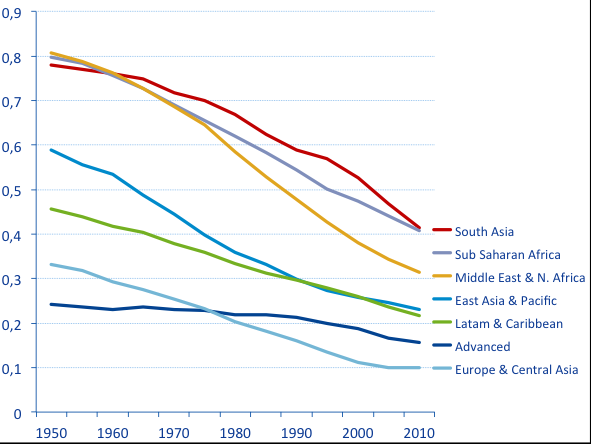 0,9
0,8
0,7
0,6
0,5
0,4
0,3
0,2
0,1
0
1950 1960 1970 1980 1990 2000 2010
South Asia
Sub Saharan Africa
Middle East & N. Africa
East Asia & Pacific
Latam & Caribbean
Advanced
Europe & Central Asia